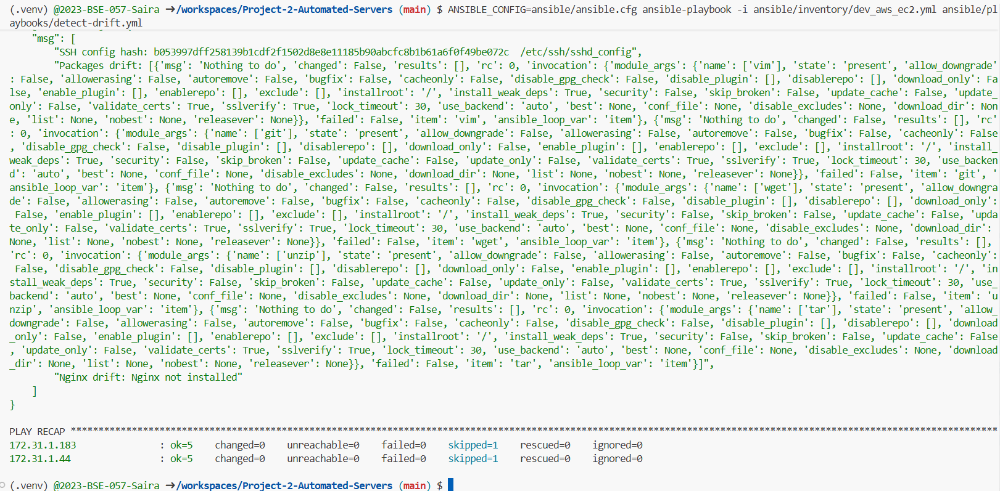 (.venv) @2023-BSE-057-Saira ➜/workspaces/Project-2-Automated-Servers (main) $ ANSIBLE_CONFIG=ansible/ansible.cfg ansible-playbook -i ansible/inventory/dev_aws_ec2.yml ansible/pl
aybooks/detect-drift.yml
    "msg": [
        "SSH config hash: b053997dff258139b1cdf2f1502d8e8e11185b90abcfc8b1b61a6f0f49be072c  /etc/ssh/sshd_config",
        "Packages drift: [{'msg': 'Nothing to do', 'changed': False, 'results': [], 'rc': 0, 'invocation': {'module_args': {'name': ['vim'], 'state': 'present', 'allow_downgrade'
: False, 'allowerasing': False, 'autoremove': False, 'bugfix': False, 'cacheonly': False, 'disable_gpg_check': False, 'disable_plugin': [], 'disablerepo': [], 'download_only': Fa
lse, 'enable_plugin': [], 'enablerepo': [], 'exclude': [], 'installroot': '/', 'install_weak_deps': True, 'security': False, 'skip_broken': False, 'update_cache': False, 'update_
only': False, 'validate_certs': True, 'sslverify': True, 'lock_timeout': 30, 'use_backend': 'auto', 'best': None, 'conf_file': None, 'disable_excludes': None, 'download_dir': Non
e, 'list': None, 'nobest': None, 'releasever': None}}, 'failed': False, 'item': 'vim', 'ansible_loop_var': 'item'}, {'msg': 'Nothing to do', 'changed': False, 'results': [], 'rc'
: 0, 'invocation': {'module_args': {'name': ['git'], 'state': 'present', 'allow_downgrade': False, 'allowerasing': False, 'autoremove': False, 'bugfix': False, 'cacheonly': False
, 'disable_gpg_check': False, 'disable_plugin': [], 'disablerepo': [], 'download_only': False, 'enable_plugin': [], 'enablerepo': [], 'exclude': [], 'installroot': '/', 'install_
weak_deps': True, 'security': False, 'skip_broken': False, 'update_cache': False, 'update_only': False, 'validate_certs': True, 'sslverify': True, 'lock_timeout': 30, 'use_backen
d': 'auto', 'best': None, 'conf_file': None, 'disable_excludes': None, 'download_dir': None, 'list': None, 'nobest': None, 'releasever': None}}, 'failed': False, 'item': 'git', '
ansible_loop_var': 'item'}, {'msg': 'Nothing to do', 'changed': False, 'results': [], 'rc': 0, 'invocation': {'module_args': {'name': ['wget'], 'state': 'present', 'allow_downgra
de': False, 'allowerasing': False, 'autoremove': False, 'bugfix': False, 'cacheonly': False, 'disable_gpg_check': False, 'disable_plugin': [], 'disablerepo': [], 'download_only':
 False, 'enable_plugin': [], 'enablerepo': [], 'exclude': [], 'installroot': '/', 'install_weak_deps': True, 'security': False, 'skip_broken': False, 'update_cache': False, 'upda
te_only': False, 'validate_certs': True, 'sslverify': True, 'lock_timeout': 30, 'use_backend': 'auto', 'best': None, 'conf_file': None, 'disable_excludes': None, 'download_dir':
None, 'list': None, 'nobest': None, 'releasever': None}}, 'failed': False, 'item': 'wget', 'ansible_loop_var': 'item'}, {'msg': 'Nothing to do', 'changed': False, 'results': [],
'rc': 0, 'invocation': {'module_args': {'name': ['unzip'], 'state': 'present', 'allow_downgrade': False, 'allowerasing': False, 'autoremove': False, 'bugfix': False, 'cacheonly':
 False, 'disable_gpg_check': False, 'disable_plugin': [], 'disablerepo': [], 'download_only': False, 'enable_plugin': [], 'enablerepo': [], 'exclude': [], 'installroot': '/', 'in
stall_weak_deps': True, 'security': False, 'skip_broken': False, 'update_cache': False, 'update_only': False, 'validate_certs': True, 'sslverify': True, 'lock_timeout': 30, 'use_
backend': 'auto', 'best': None, 'conf_file': None, 'disable_excludes': None, 'download_dir': None, 'list': None, 'nobest': None, 'releasever': None}}, 'failed': False, 'item': 'u
nzip', 'ansible_loop_var': 'item'}, {'msg': 'Nothing to do', 'changed': False, 'results': [], 'rc': 0, 'invocation': {'module_args': {'name': ['tar'], 'state': 'present', 'allow_
downgrade': False, 'allowerasing': False, 'autoremove': False, 'bugfix': False, 'cacheonly': False, 'disable_gpg_check': False, 'disable_plugin': [], 'disablerepo': [], 'download
_only': False, 'enable_plugin': [], 'enablerepo': [], 'exclude': [], 'installroot': '/', 'install_weak_deps': True, 'security': False, 'skip_broken': False, 'update_cache': False
, 'update_only': False, 'validate_certs': True, 'sslverify': True, 'lock_timeout': 30, 'use_backend': 'auto', 'best': None, 'conf_file': None, 'disable_excludes': None, 'download
_dir': None, 'list': None, 'nobest': None, 'releasever': None}}, 'failed': False, 'item': 'tar', 'ansible_loop_var': 'item'}]",
        "Nginx drift: Nginx not installed"
    ]
}
PLAY RECAP *********************************************************************************************************************************************************************
172.31.1.183               : ok=5    changed=0    unreachable=0    failed=0    skipped=1    rescued=0    ignored=0
172.31.1.44                : ok=5    changed=0    unreachable=0    failed=0    skipped=1    rescued=0    ignored=0
(.venv) @2023-BSE-057-Saira ➜/workspaces/Project-2-Automated-Servers (main) $